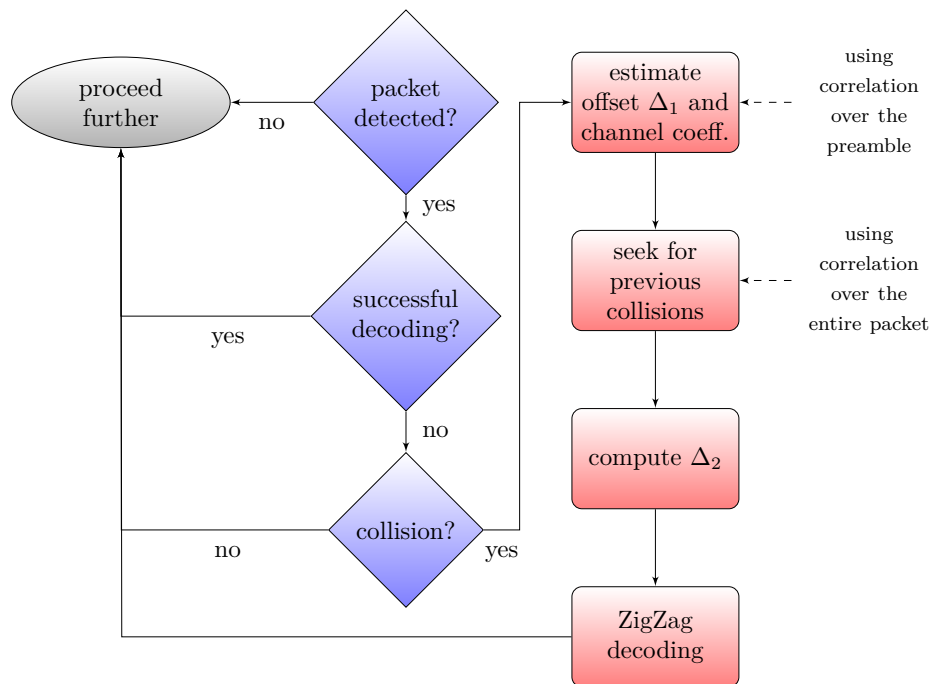 proceed
further
packet
detected?
no
yes
successful
decoding?
yes
no
collision?
no
yes
estimate
offset Δ₁ and
channel coeff.
using
correlation
over the
preamble
seek for
previous
collisions
using
correlation
over the
entire packet
compute Δ₂
ZigZag
decoding